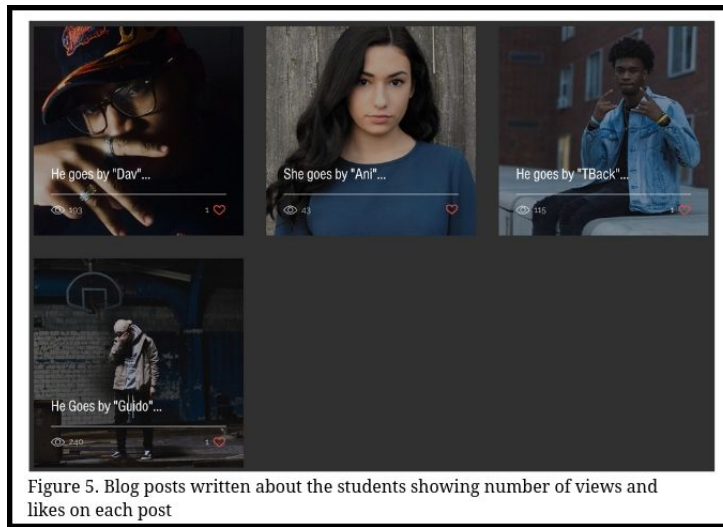 He goes by "Dav"...
193
1
She goes by "Ani"...
43
He goes by "TBack"...
115
1
He Goes by "Guido"...
240
1
Figure 5. Blog posts written about the students showing number of views and
likes on each post